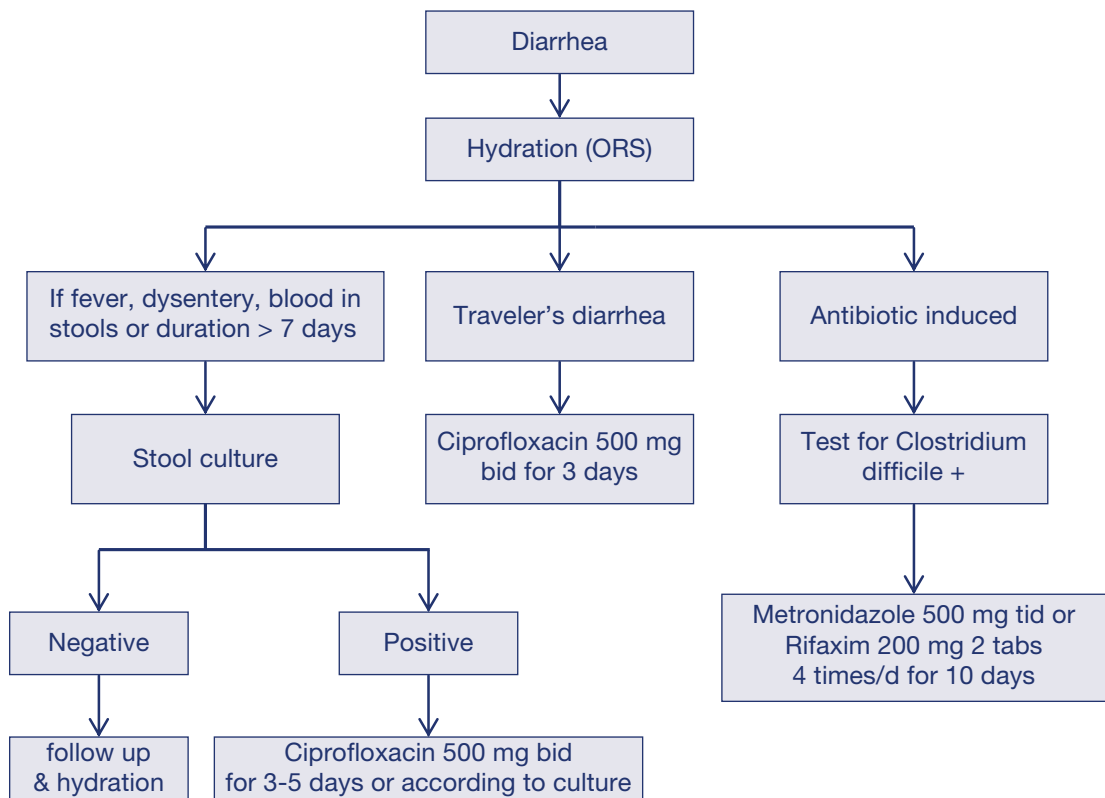 Diarrhea
Hydration (ORS)
If fever, dysentery, blood in
stools or duration > 7 days
Traveler’s diarrhea
Antibiotic induced
Stool culture
Ciprofloxacin 500 mg
bid for 3 days
Test for Clostridium
difficile +
Negative
Positive
Metronidazole 500 mg tid or
Rifaxim 200 mg 2 tabs
4 times/d for 10 days
follow up
& hydration
Ciprofloxacin 500 mg bid
for 3-5 days or according to culture